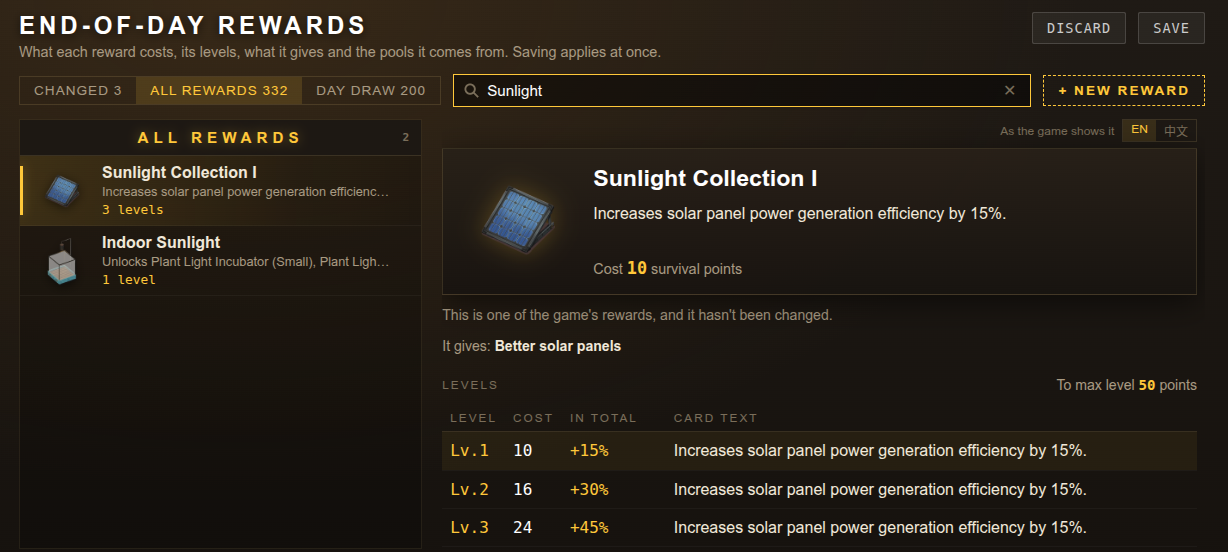 END-OF-DAY REWARDS
What each reward costs, its levels, what it gives and the pools it comes from. Saving applies at once.
DISCARD
SAVE
CHANGED 3
ALL REWARDS 332
DAY DRAW 200
Sunlight
+ NEW REWARD
ALL REWARDS
2
Sunlight Collection I
Increases solar panel power generation efficienc…
3 levels
Indoor Sunlight
Unlocks Plant Light Incubator (Small), Plant Ligh…
1 level
As the game shows it
EN
中文
Sunlight Collection I
Increases solar panel power generation efficiency by 15%.
Cost 10 survival points
This is one of the game's rewards, and it hasn't been changed.
It gives: Better solar panels
LEVELS
To max level 50 points
LEVEL COST IN TOTAL CARD TEXT
Lv.1 10 +15% Increases solar panel power generation efficiency by 15%.
Lv.2 16 +30% Increases solar panel power generation efficiency by 15%.
Lv.3 24 +45% Increases solar panel power generation efficiency by 15%.